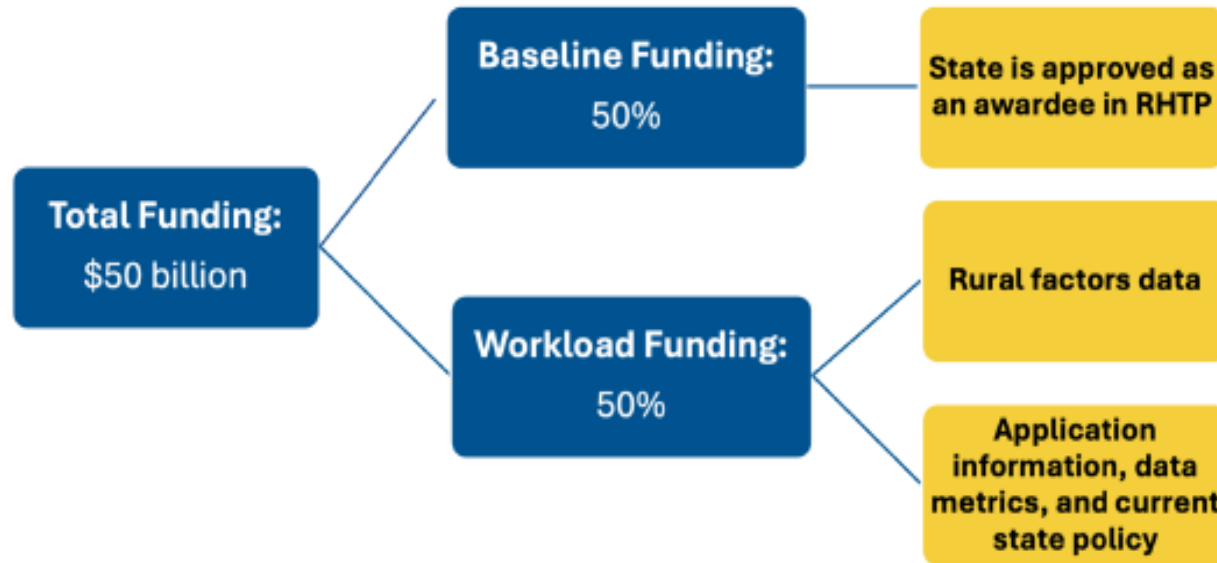 Baseline Funding:
50%
State is approved as
an awardee in RHTP
Total Funding:
$50 billion
Rural factors data
Workload Funding:
50%
Application
information, data
metrics, and current
state policy